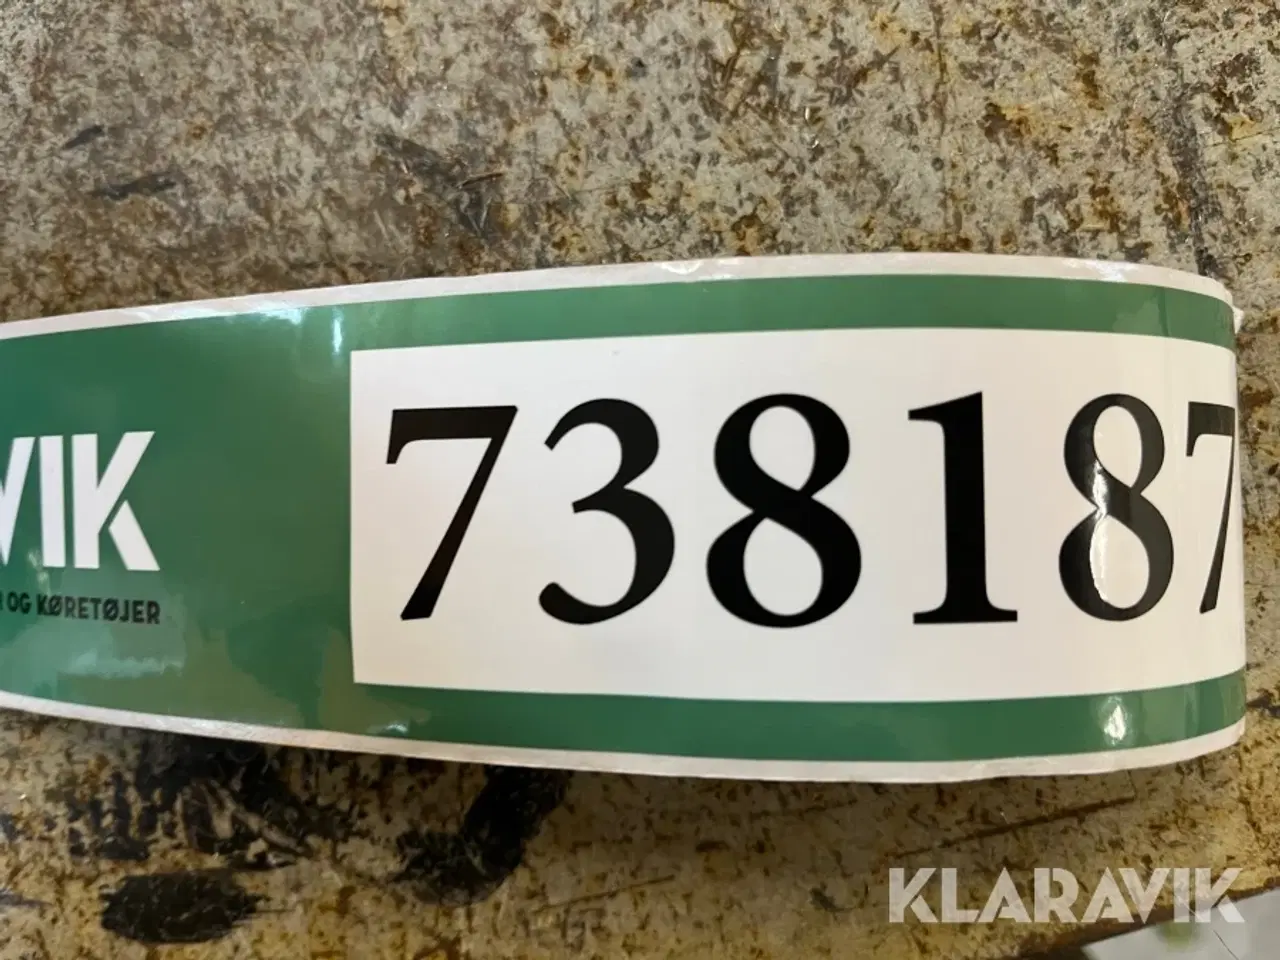 738187
VIK
R OG KØRETØJER
KLARAVIK